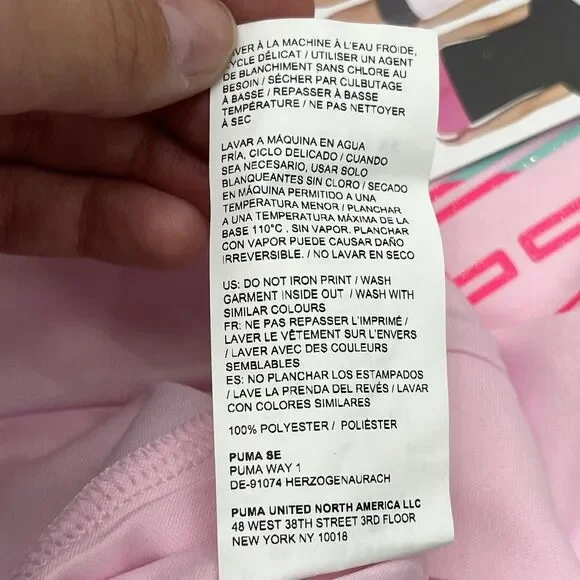 LAVER À LA MACHINE À L'EAU FROIDE,
CYCLE DÉLICAT / UTILISER UN AGENT
DE BLANCHIMENT SANS CHLORE AU
BESOIN / SÉCHER PAR CULBUTAGE
À BASSE / REPASSER À BASSE
TEMPÉRATURE / NE PAS NETTOYER
À SEC
LAVAR A MÁQUINA EN AGUA
FRÍA, CICLO DELICADO / CUANDO
SEA NECESARIO, USAR SOLO
BLANQUEANTES SIN CLORO / SECADO
EN MÁQUINA PERMITIDO A UNA
TEMPERATURA MENOR / PLANCHAR
A UNA TEMPERATURA MÁXIMA DE LA
BASE 110°C . SIN VAPOR. PLANCHAR
CON VAPOR PUEDE CAUSAR DAÑO
IRREVERSIBLE. / NO LAVAR EN SECO
US: DO NOT IRON PRINT / WASH
GARMENT INSIDE OUT / WASH WITH
SIMILAR COLOURS
FR: NE PAS REPASSER L'IMPRIMÉ /
LAVER LE VÊTEMENT SUR L'ENVERS
/ LAVER AVEC DES COULEURS
SEMBLABLES
ES: NO PLANCHAR LOS ESTAMPADOS
/ LAVE LA PRENDA DEL REVÉS / LAVAR
CON COLORES SIMILARES
100% POLYESTER / POLIÉSTER
PUMA SE
PUMA WAY 1
DE-91074 HERZOGENAURACH
PUMA UNITED NORTH AMERICA LLC
48 WEST 38TH STREET 3RD FLOOR
NEW YORK NY 10018